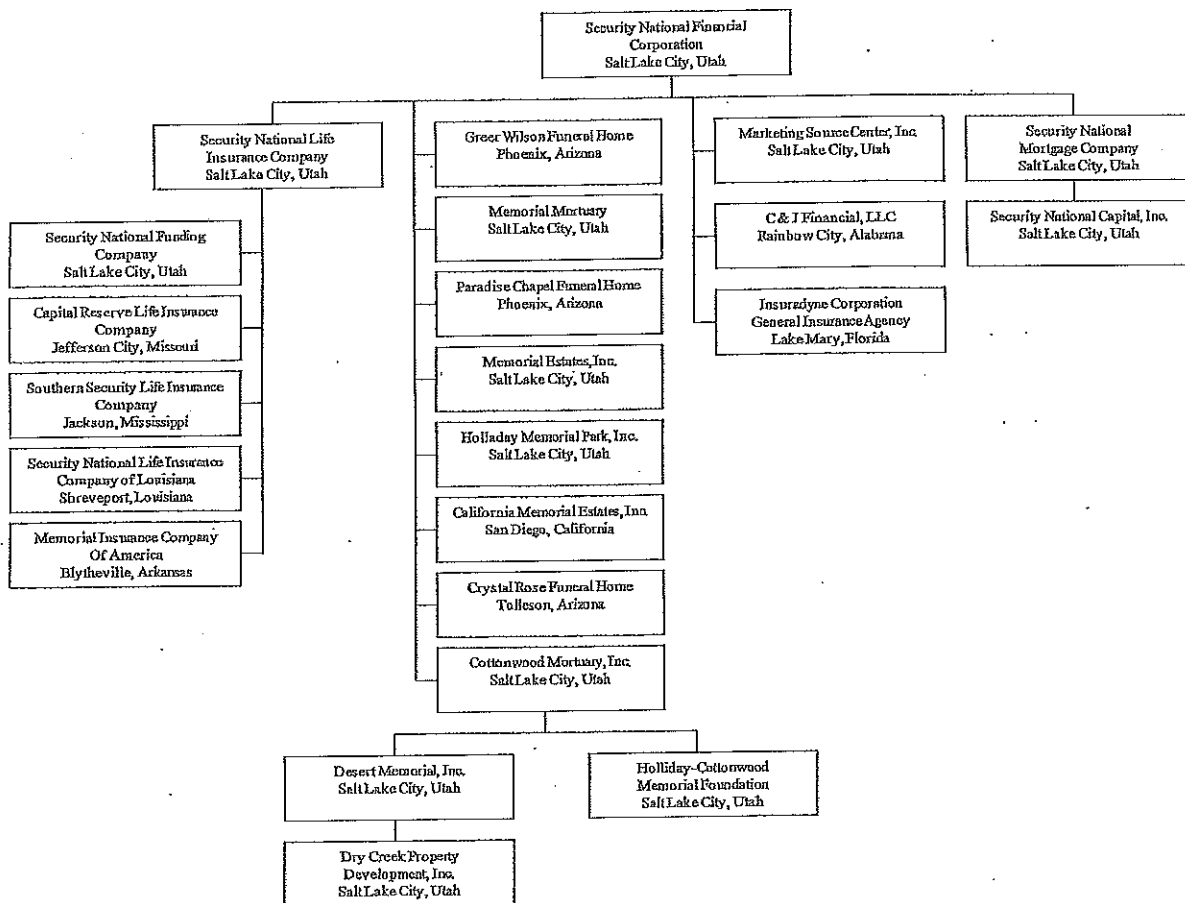 Security National Financial
Corporation
Salt Lake City, Utah
Security National Life
Insurance Company
Salt Lake City, Utah
Security National Funding
Company
Salt Lake City, Utah
Capital Reserve Life Insurance
Company
Jefferson City, Missouri
Southern Security Life Insurance
Company
Jackson, Mississippi
Security National Life Insurance
Company of Louisiana
Shreveport, Louisiana
Memorial Insurance Company
Of America
Blytheville, Arkansas
Greer Wilson Funeral Home
Phoenix, Arizona
Memorial Mortuary
Salt Lake City, Utah
Paradise Chapel Funeral Home
Phoenix, Arizona
Memorial Estates, Inc.
Salt Lake City, Utah
Holladay Memorial Park, Inc.
Salt Lake City, Utah
California Memorial Estates, Inc.
San Diego, California
Crystal Rose Funeral Home
Tolleson, Arizona
Cottonwood Mortuary, Inc.
Salt Lake City, Utah
Desert Memorial, Inc.
Salt Lake City, Utah
Dry Creek Property
Development, Inc.
Salt Lake City, Utah
Holliday-Cottonwood
Memorial Foundation
Salt Lake City, Utah
Marketing Source Center, Inc.
Salt Lake City, Utah
C & J Financial, LLC
Rainbow City, Alabama
Insuradyne Corporation
General Insurance Agency
Lake Mary, Florida
Security National
Mortgage Company
Salt Lake City, Utah
Security National Capital, Inc.
Salt Lake City, Utah